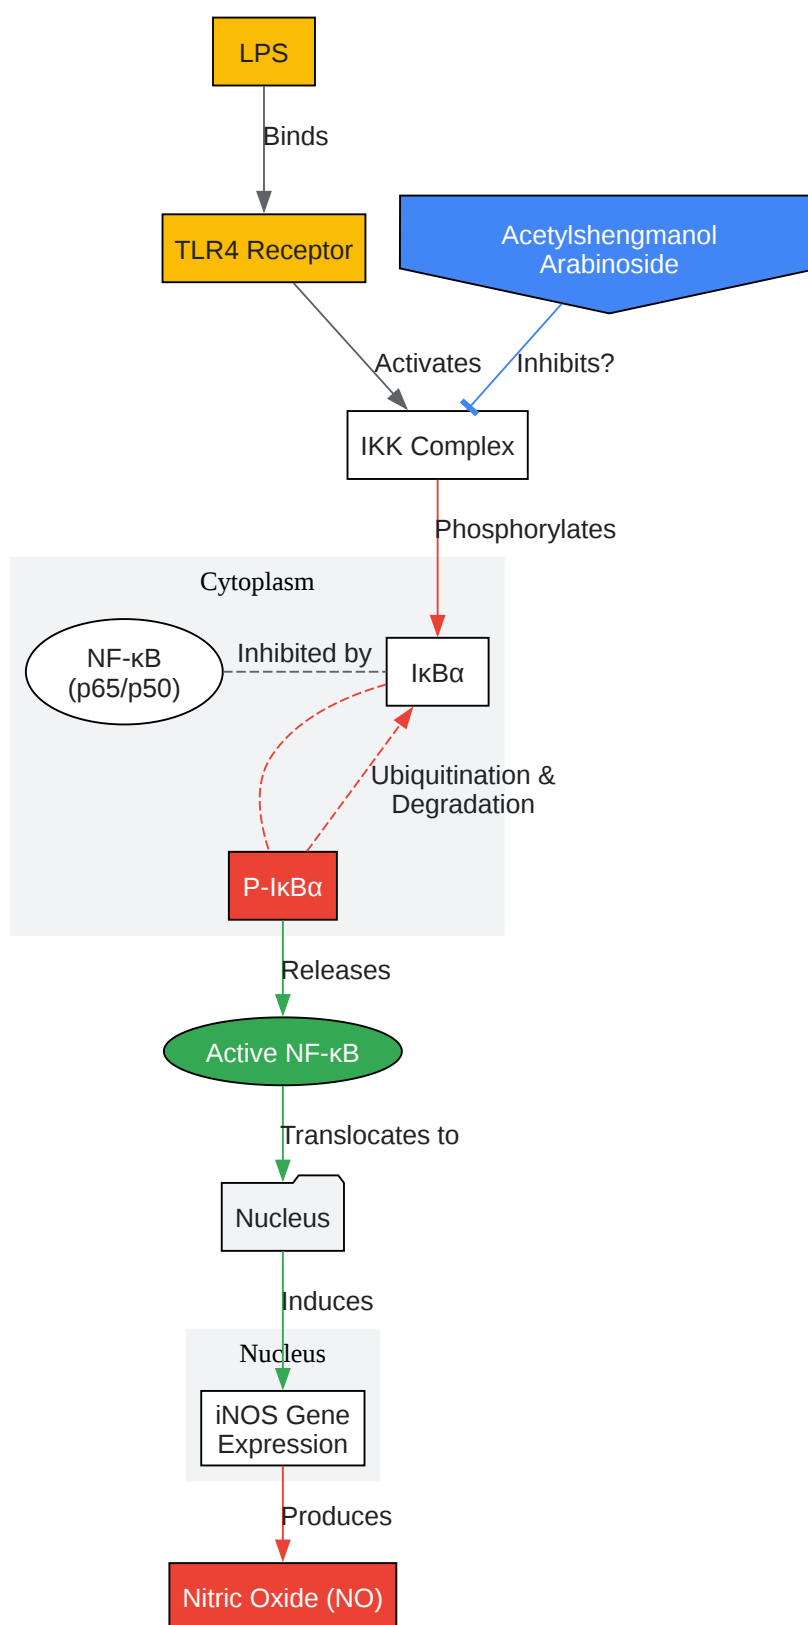 LPS
Binds
TLR4 Receptor
Acetylshengmanol
Arabinoside
Activates
Inhibits?
IKK Complex
Phosphorylates
Cytoplasm
NF-κB
(p65/p50)
Inhibited by
IκBα
Ubiquitination &
Degradation
P-IκBα
Releases
Active NF-κB
Translocates to
Nucleus
Induces
Nucleus
iNOS Gene
Expression
Produces
Nitric Oxide (NO)